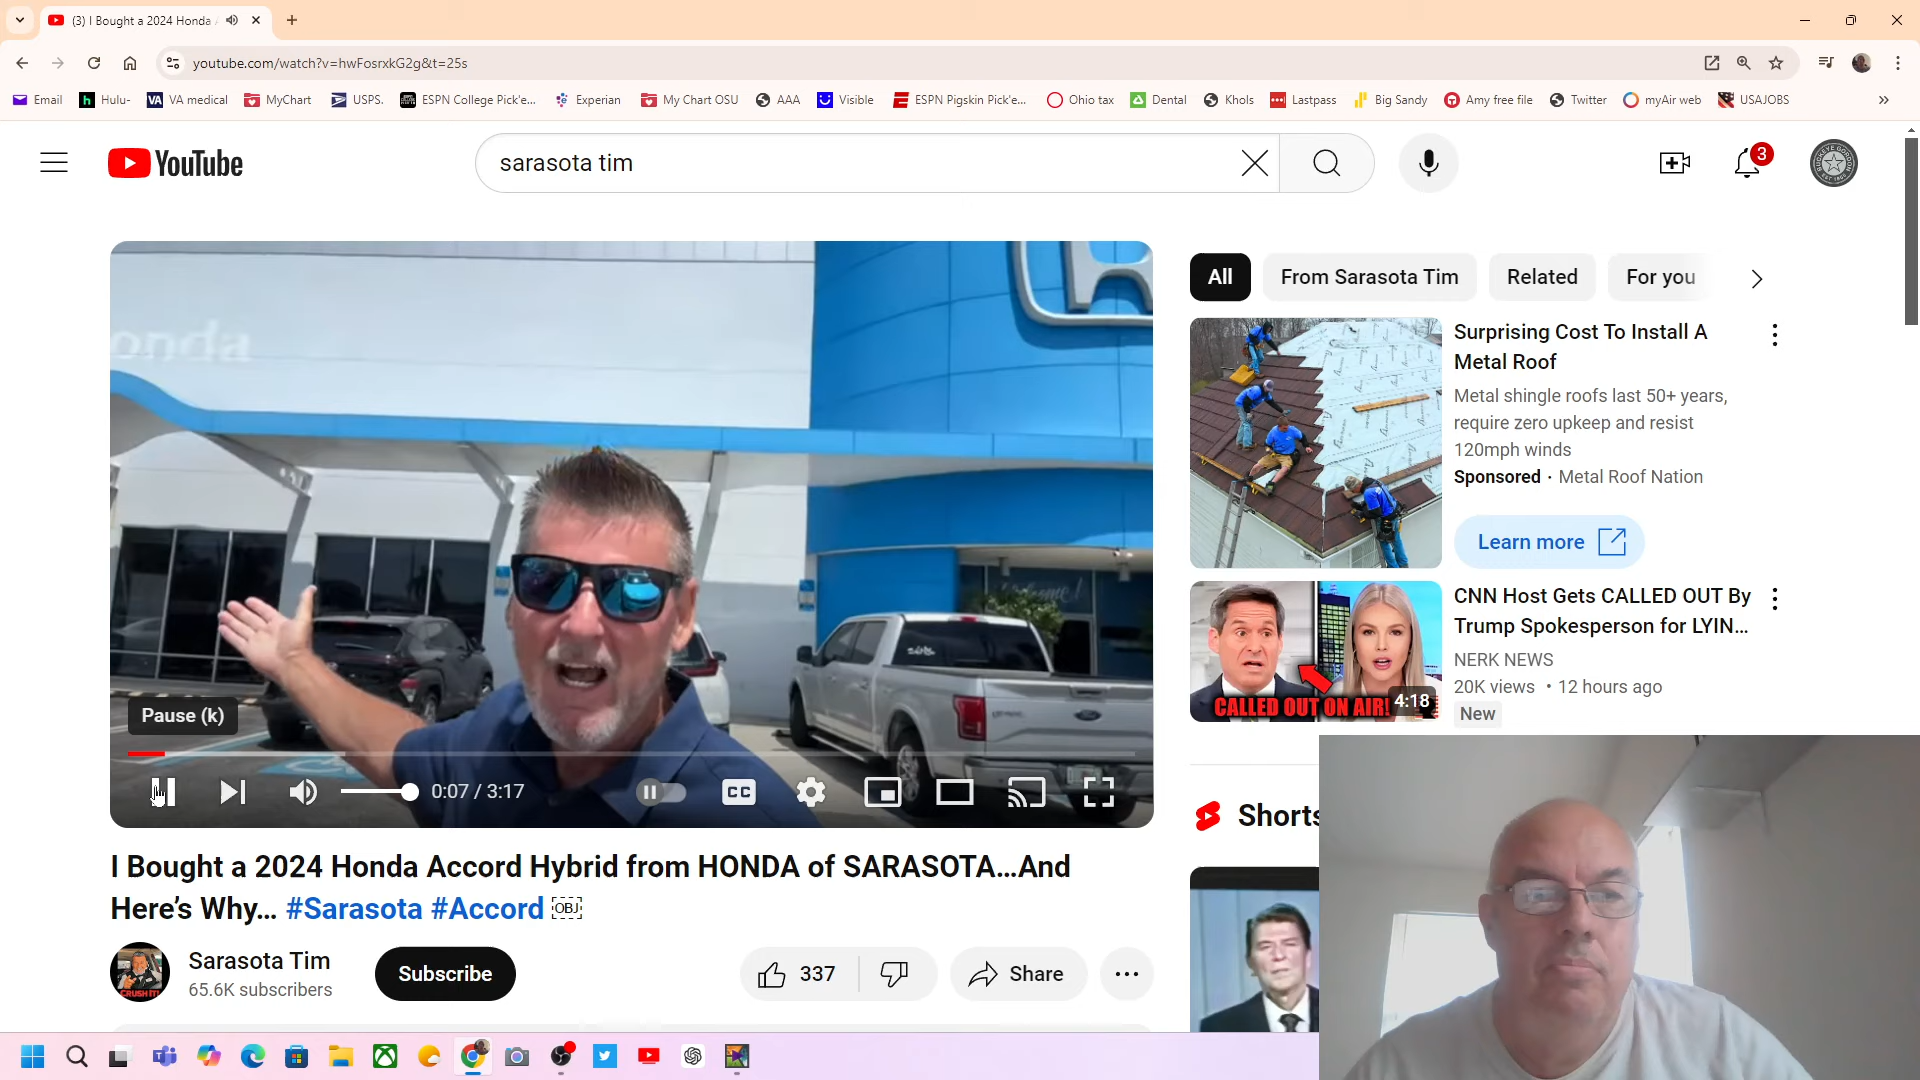 (3) I Bought a 2024 Honda
youtube.com/watch?v=hwFosrxkG2g&t=25s
Email
Hulu-
VA medical
MyChart
USPS.
ESPN College Pick'e...
Experian
My Chart OSU
AAA
Visible
ESPN Pigskin Pick'e...
Ohio tax
Dental
Khols
Lastpass
Big Sandy
Amy free file
Twitter
myAir web
USAJOBS
YouTube
sarasota tim
3
onda
Pause (k)
0:07 / 3:17
CC
I Bought a 2024 Honda Accord Hybrid from HONDA of SARASOTA...And
Here's Why... #Sarasota #Accord OBJ
Sarasota Tim
65.6K subscribers
CRUSH IT!
Subscribe
337
Share
All
From Sarasota Tim
Related
For you
Surprising Cost To Install A
Metal Roof
Metal shingle roofs last 50+ years,
require zero upkeep and resist
120mph winds
Sponsored · Metal Roof Nation
Learn more
CALLED OUT ON AIR!
4:18
CNN Host Gets CALLED OUT By
Trump Spokesperson for LYIN...
NERK NEWS
20K views • 12 hours ago
New
Shorts